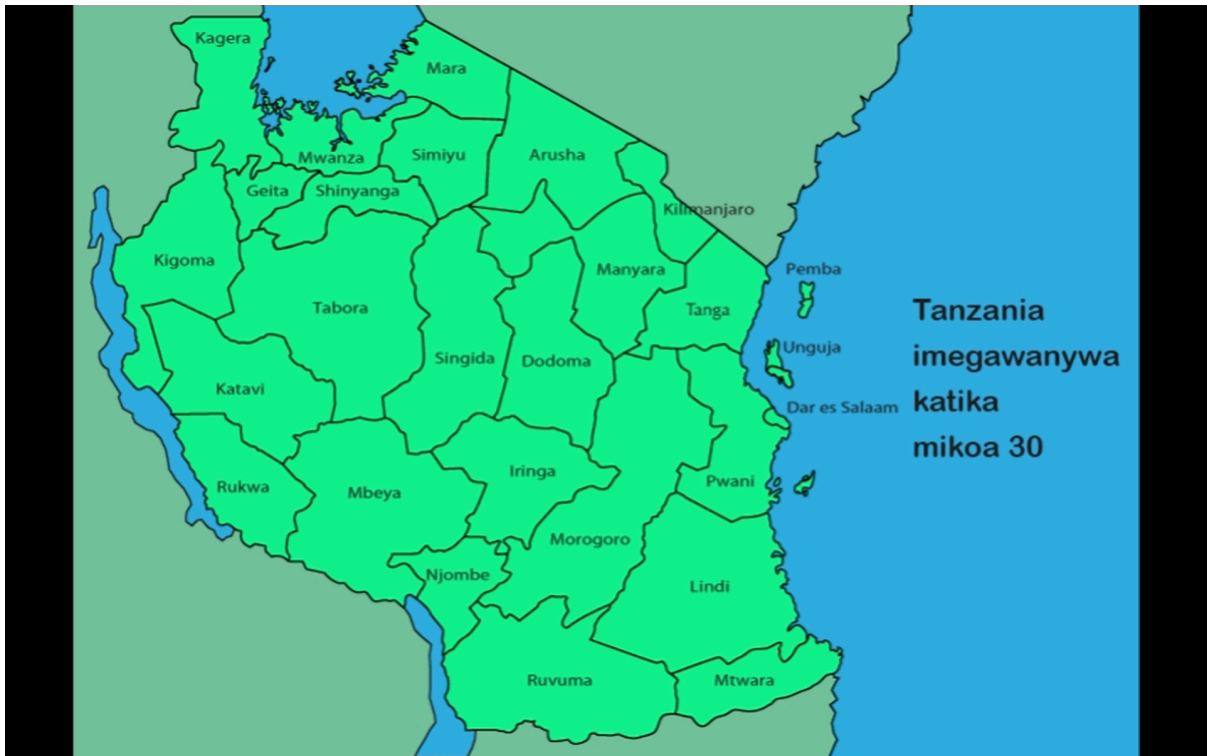 Kagera
Mara
Mwanza
Simiyu
Arusha
Geita
Shinyanga
Kilimanjaro
Kigoma
Manyara
Pemba
Tabora
Tanga
Singida
Dodoma
Unguja
Katavi
Dar es Salaam
Rukwa
Mbeya
Iringa
Pwani
Morogoro
Njombe
Lindi
Ruvuma
Mtwara
Tanzania
imegawanywa
katika
mikoa 30